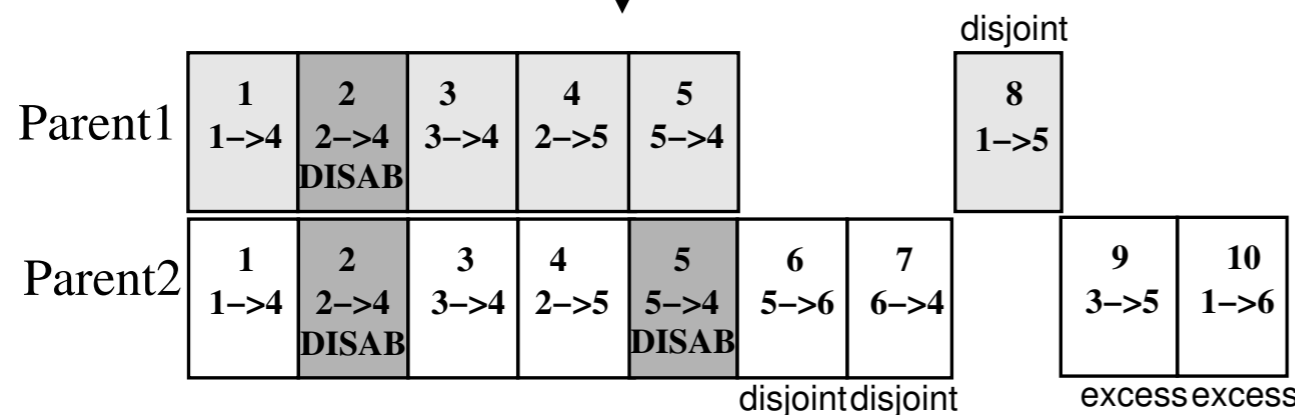 disjoint
Parent1
1 2 3 4 5 8
1->4 2->4 3->4 2->5 5->4 1->5
DISAB
Parent2
1 2 3 4 5 6 7 9 10
1->4 2->4 3->4 2->5 5->4 5->6 6->4 3->5 1->6
DISAB DISAB
disjoint disjoint excess excess